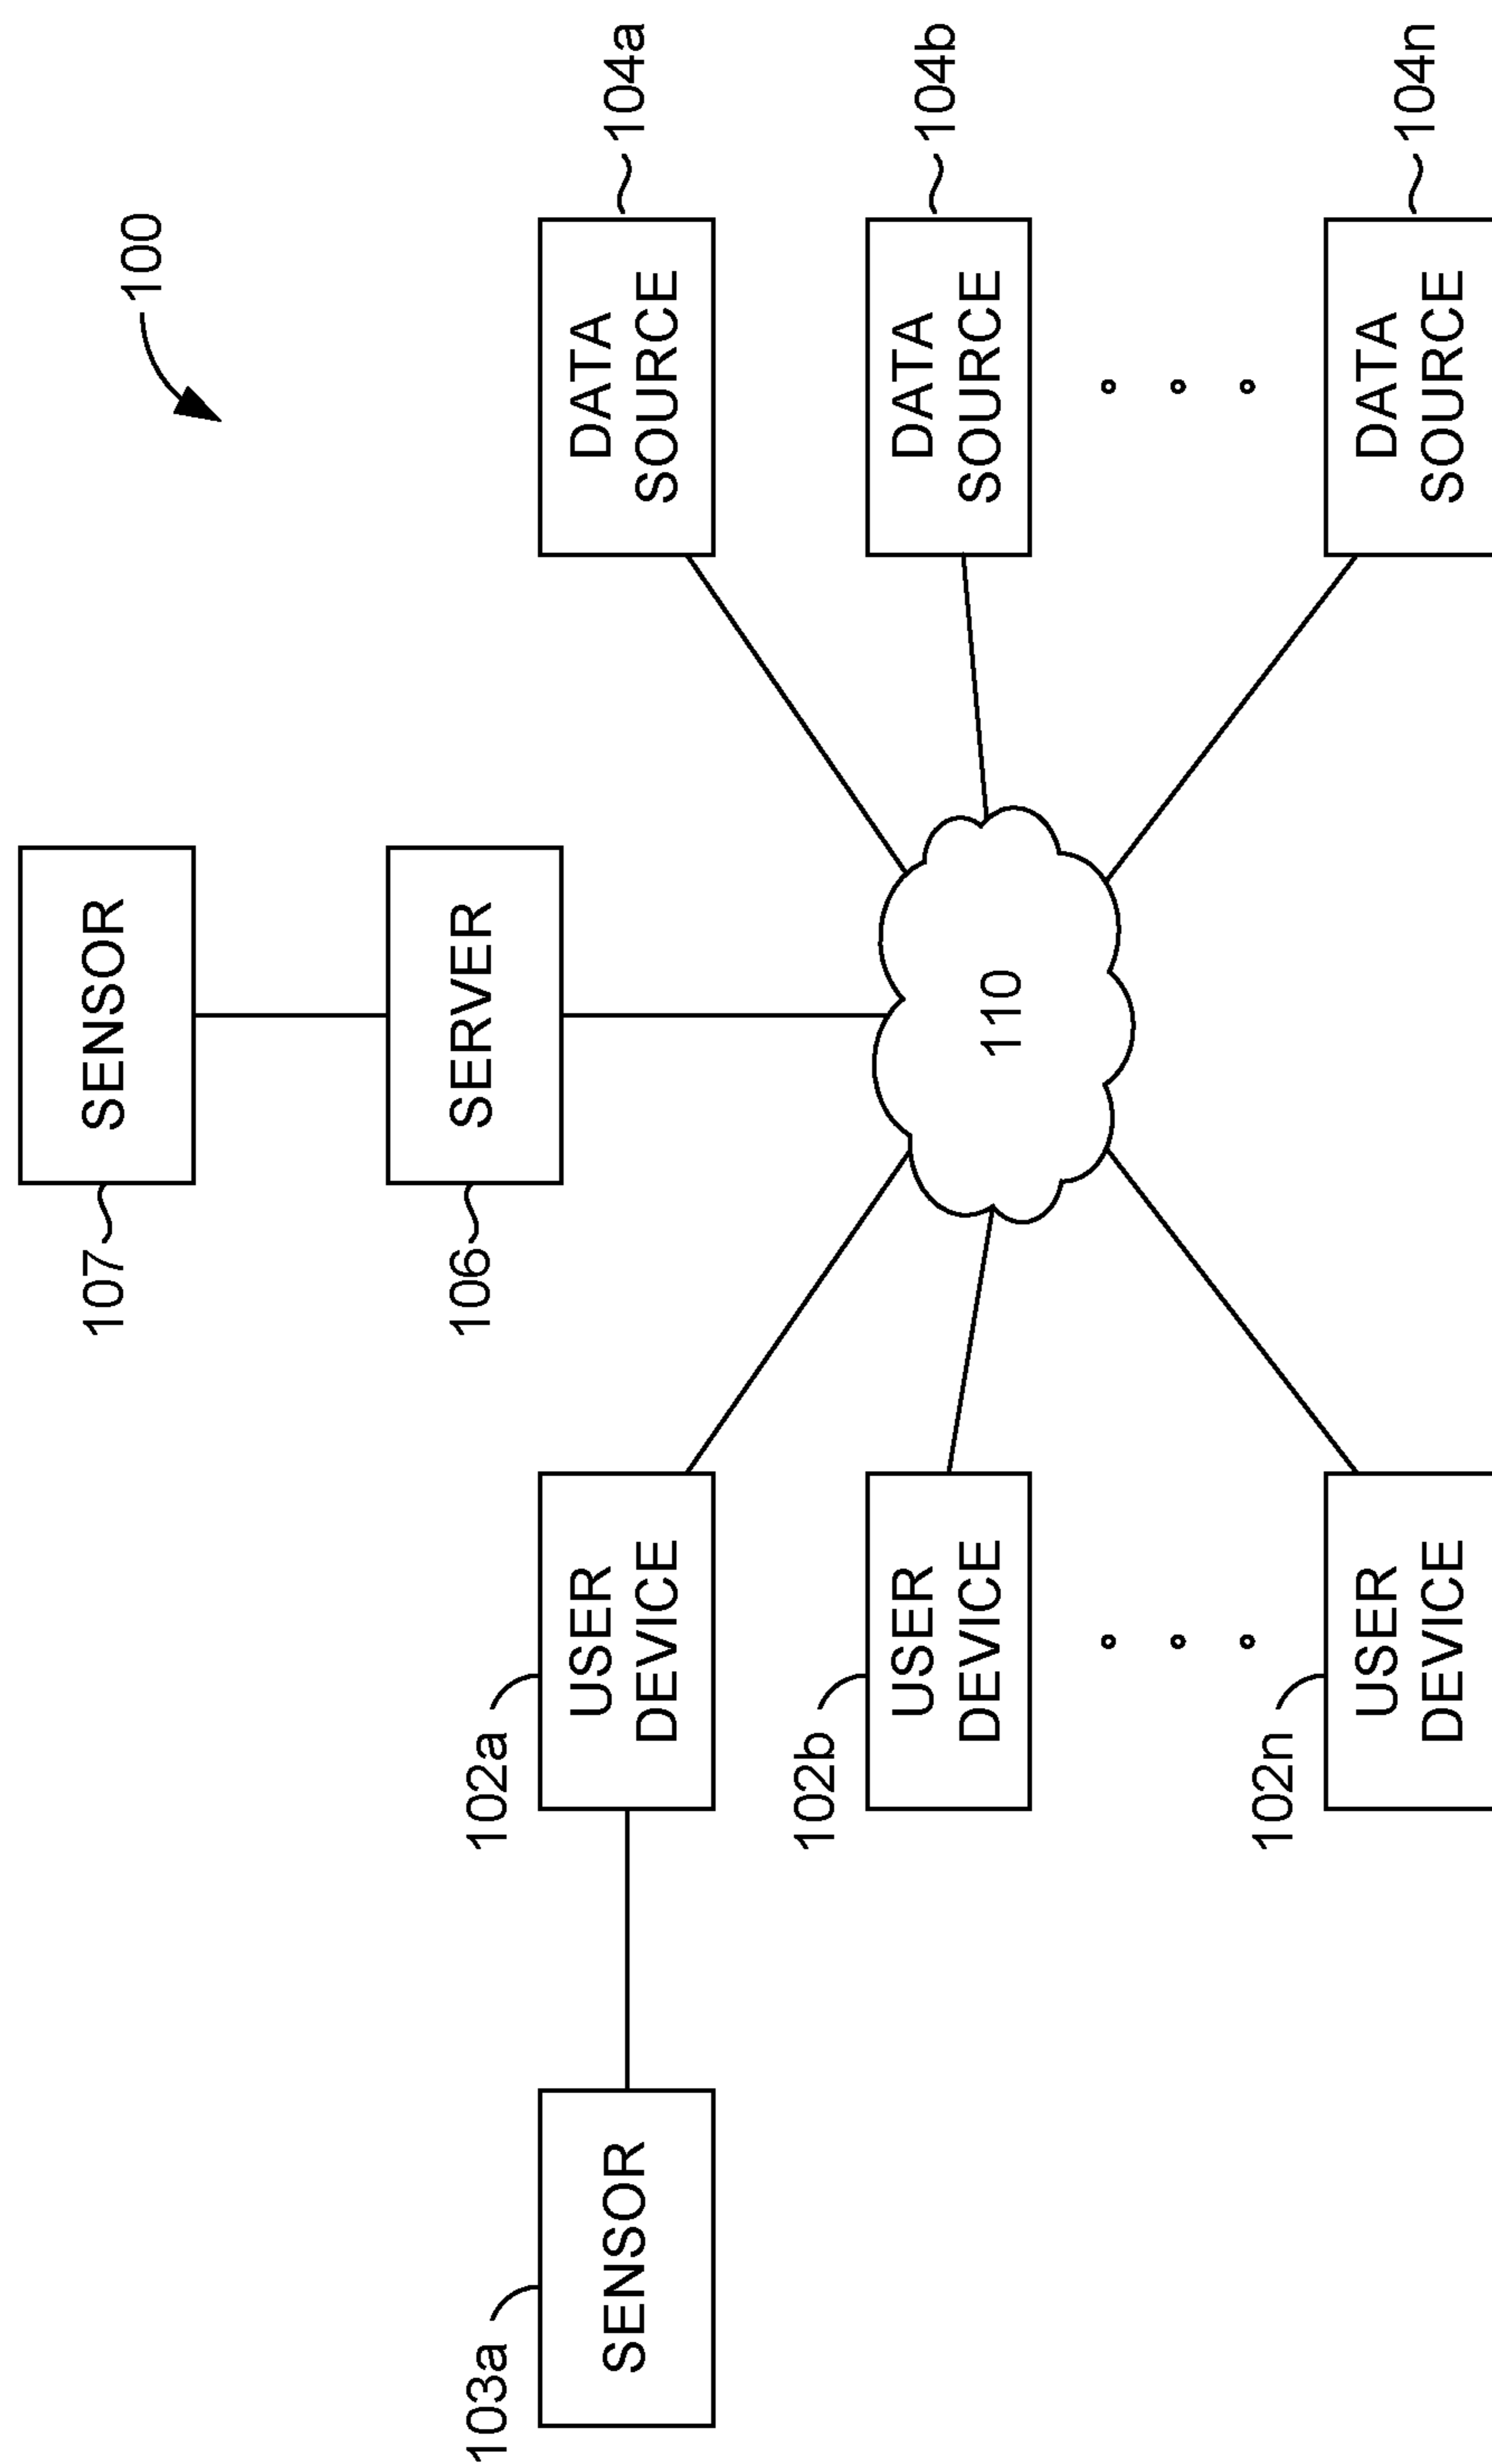 100
107
SENSOR
106
SERVER
103a
SENSOR
102a
USER
DEVICE
DATA
SOURCE
104a
102b
USER
DEVICE
110
DATA
SOURCE
104b
102n
USER
DEVICE
DATA
SOURCE
104n